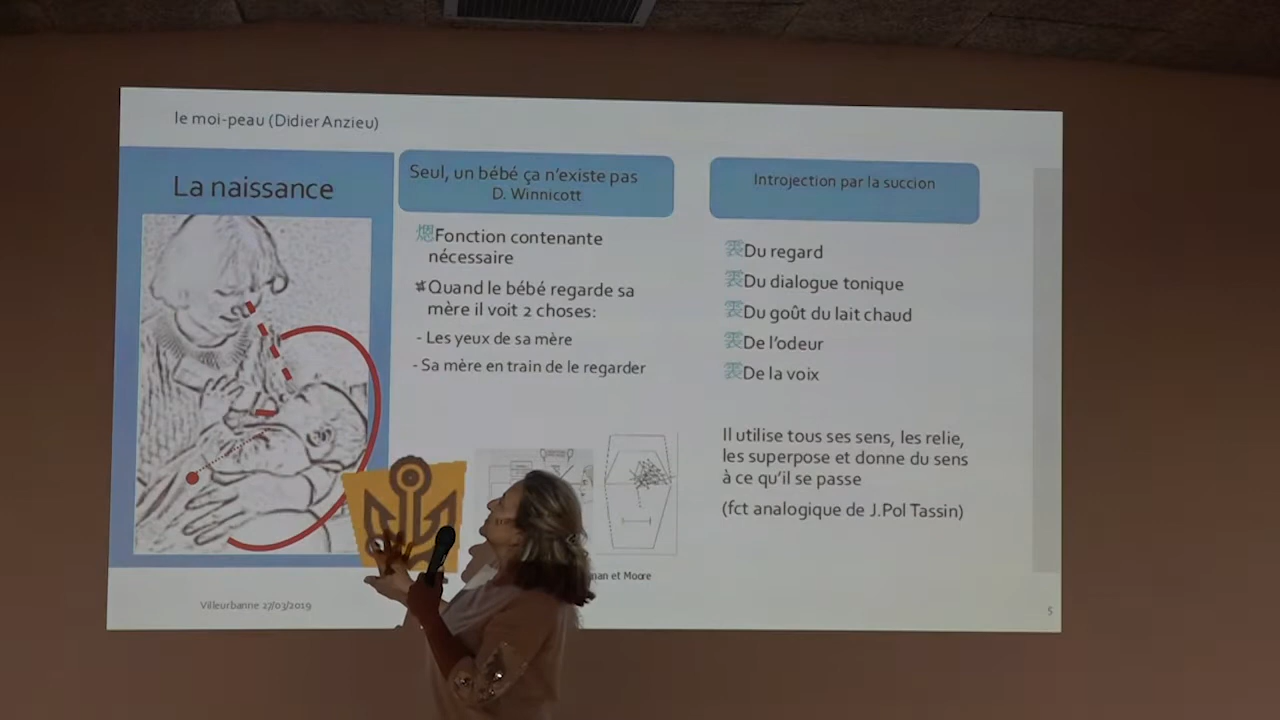 le moi-peau (Didier Anzieu)
La naissance
Seul, un bébé ça n'existe pas
D. Winnicott
Fonction contenante
nécessaire
Quand le bébé regarde sa
mère il voit 2 choses:
- Les yeux de sa mère
- Sa mère en train de le regarder
et Moore
Introjection par la succion
Du regard
Du dialogue tonique
Du goût du lait chaud
De l'odeur
De la voix
Il utilise tous ses sens, les relie,
les superpose et donne du sens
à ce qu'il se passe
(fct analogique de J.Pol Tassin)
Villeurbanne 27/03/2019
5